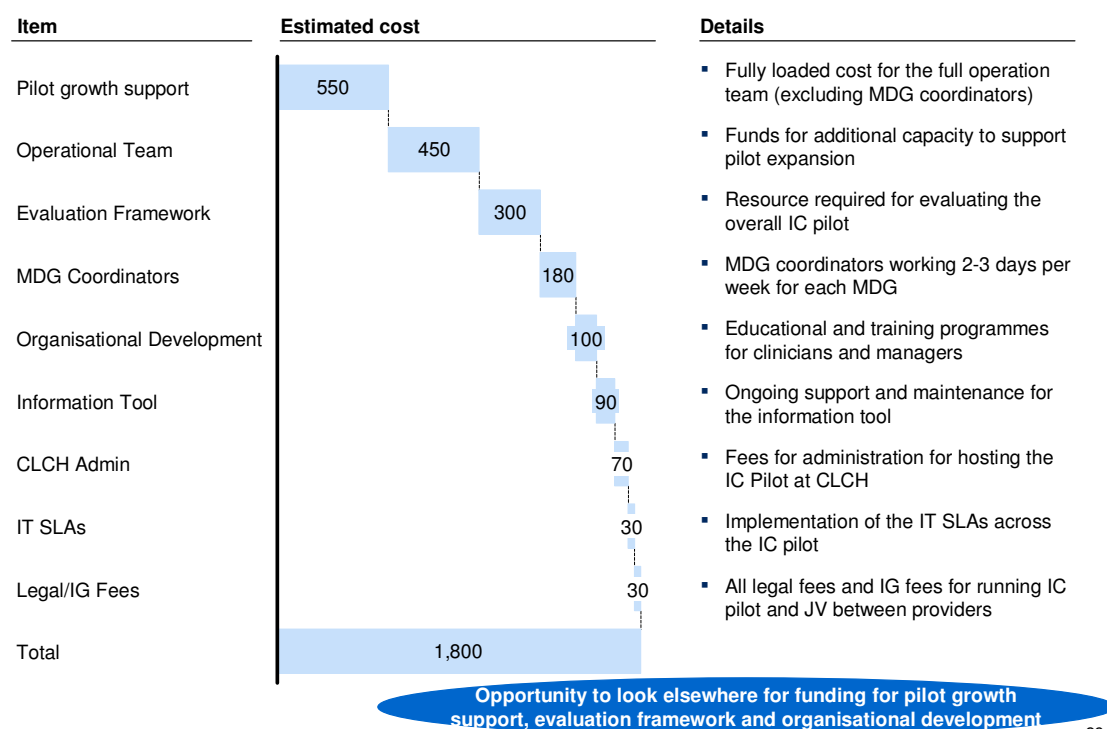 Item Estimated cost Details
Pilot growth support 550 ▪ Fully loaded cost for the full operation
team (excluding MDG coordinators)
Operational Team 450 ▪ Funds for additional capacity to support
pilot expansion
Evaluation Framework 300 ▪ Resource required for evaluating the
overall IC pilot
MDG Coordinators 180 ▪ MDG coordinators working 2-3 days per
week for each MDG
Organisational Development 100 ▪ Educational and training programmes
for clinicians and managers
Information Tool 90 ▪ Ongoing support and maintenance for
the information tool
CLCH Admin 70 ▪ Fees for administration for hosting the
IC Pilot at CLCH
IT SLAs 30 ▪ Implementation of the IT SLAs across
the IC pilot
Legal/IG Fees 30 ▪ All legal fees and IG fees for running IC
pilot and JV between providers
Total 1,800
Opportunity to look elsewhere for funding for pilot growth
support, evaluation framework and organisational development